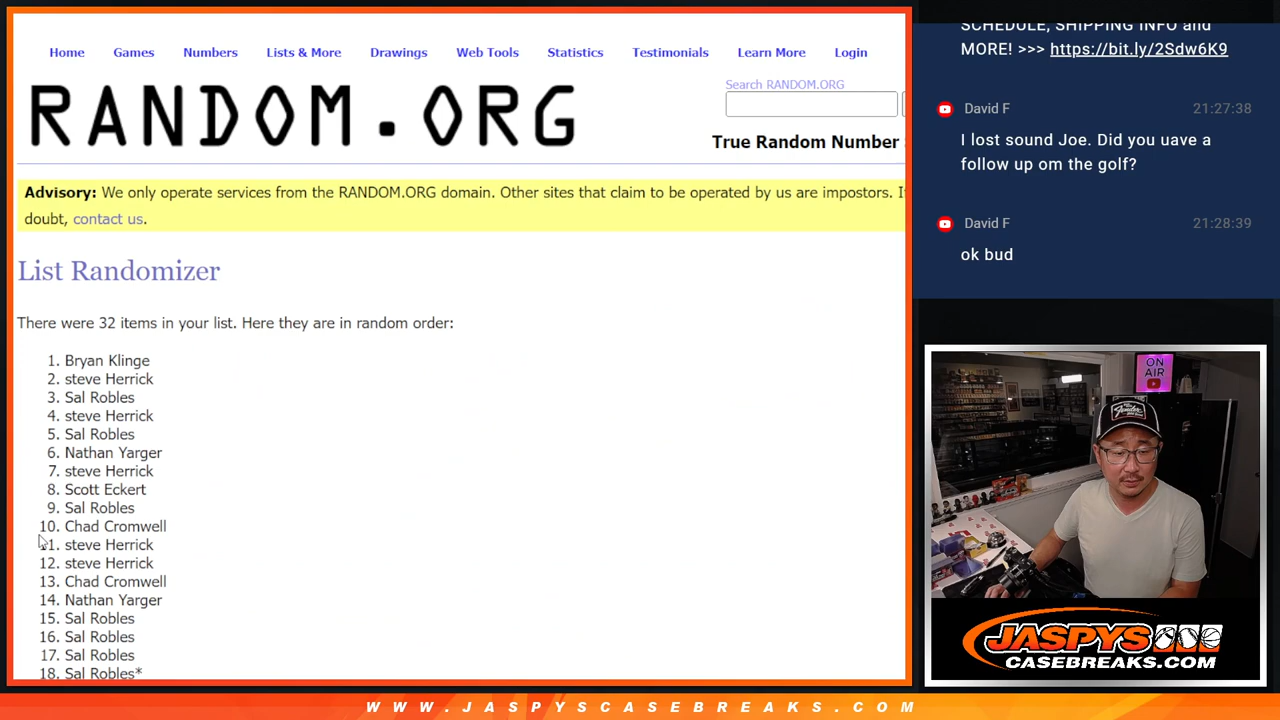 Home Games Numbers Lists & More Drawings Web Tools Statistics Testimonials Learn More Login
RANDOM.ORG
Search RANDOM.ORG
True Random Number
Advisory: We only operate services from the RANDOM.ORG domain. Other sites that claim to be operated by us are impostors. I
doubt, contact us.
List Randomizer
There were 32 items in your list. Here they are in random order:
1. Bryan Klinge
2. steve Herrick
3. Sal Robles
4. steve Herrick
5. Sal Robles
6. Nathan Yarger
7. steve Herrick
8. Scott Eckert
9. Sal Robles
10. Chad Cromwell
11. steve Herrick
12. steve Herrick
13. Chad Cromwell
14. Nathan Yarger
15. Sal Robles
16. Sal Robles
17. Sal Robles
18. Sal Robles*
SCHEDULE, SHIPPING INFO and
MORE! >>> https://bit.ly/2Sdw6K9
David F 21:27:38
I lost sound Joe. Did you uave a
follow up om the golf?
David F 21:28:39
ok bud
ON
AIR
Fender
JASPYS
CASEBREAKS.COM
WWW.JASPYSCASEBREAKS.COM